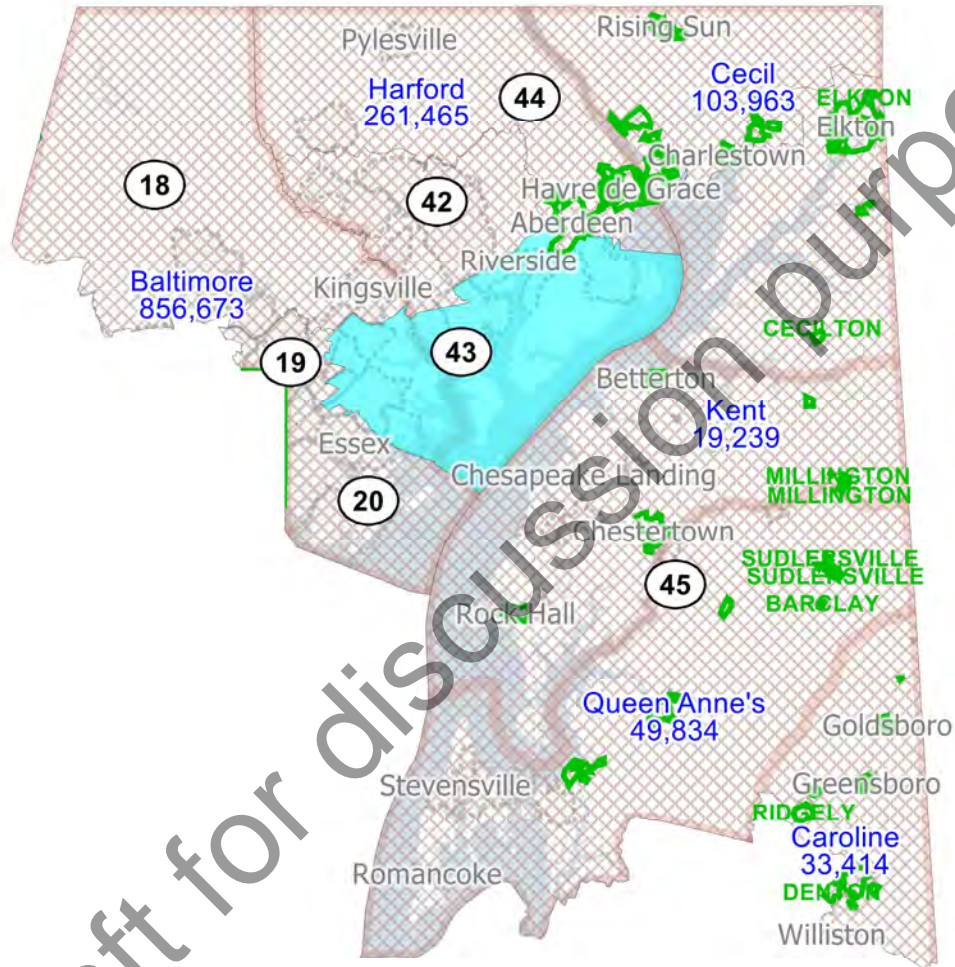 Rising Sun
Pylesville
Harford
261,465
44
Cecil
103,963
ELKTON
Elkton
Charlestown
18
42
Havre de Grace
Aberdeen
Riverside
Baltimore
856,673
Kingsville
CECILTON
19
43
Betterton
Kent
19,239
Essex
Chesapeake Landing
MILLINGTON
MILLINGTON
20
Chestertown
SUDLERSVILLE
SUDLERSVILLE
45
BARCLAY
Rock Hall
Queen Anne's
49,834
Goldsboro
Stevensville
Greensboro
RIDGELY
Caroline
33,414
Romancoke
DENTON
Williston
ft for discussion purp